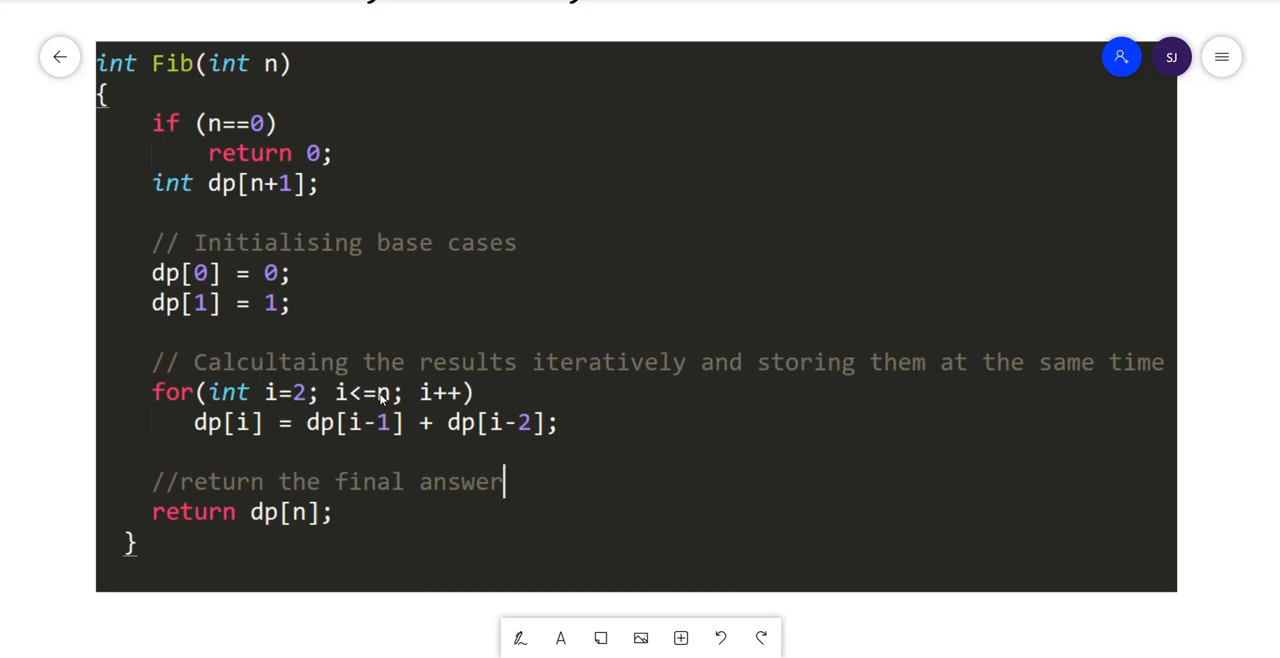 int Fib(int n)
{
if (n==0)
return 0;
int dp[n+1];
// Initialising base cases
dp[0] = 0;
dp[1] = 1;
// Calcultaing the results iteratively and storing them at the same time
for(int i=2; i<=n; i++)
dp[i] = dp[i-1] + dp[i-2];
//return the final answer
return dp[n];
}
SJ
A